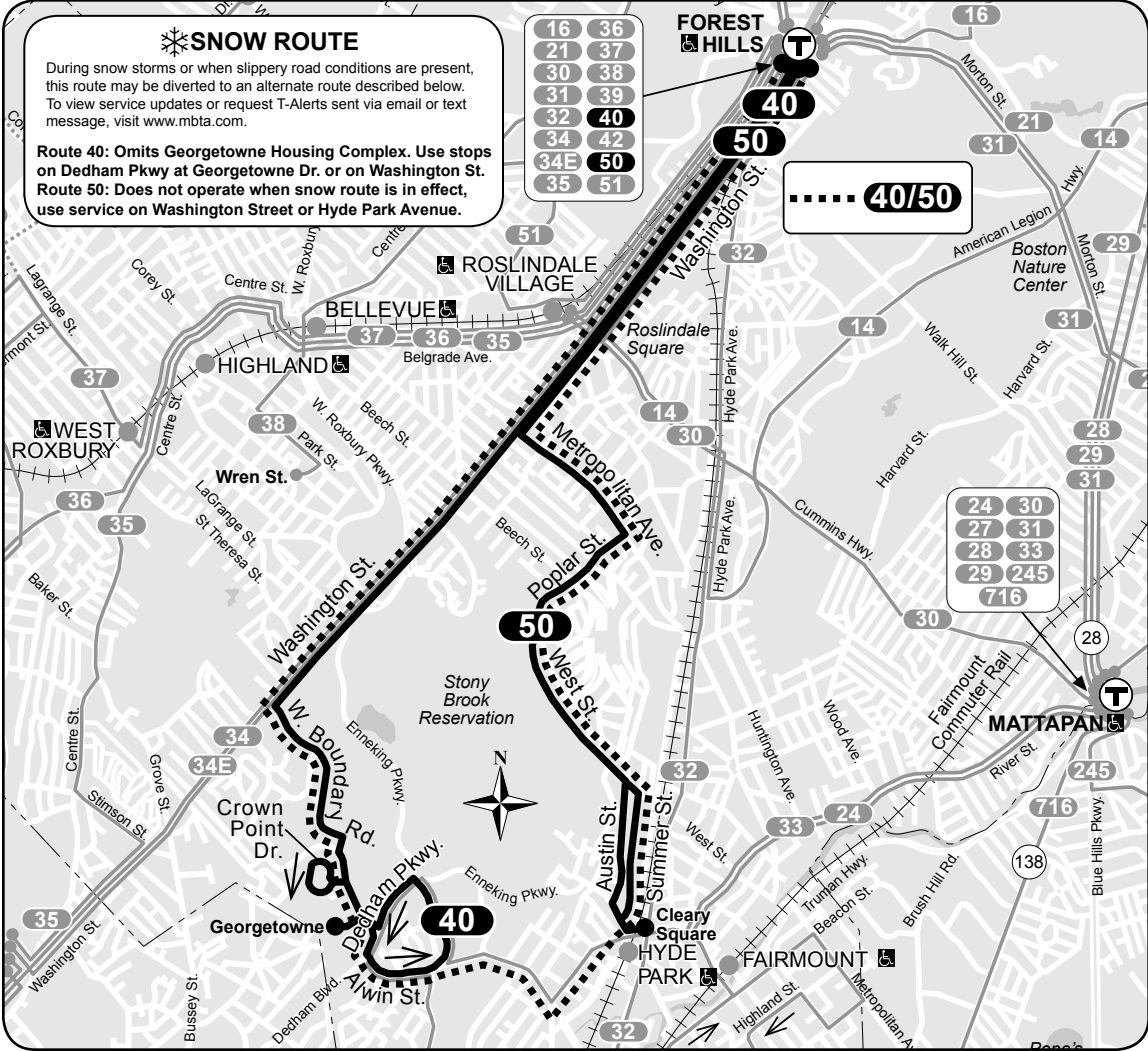 SNOW ROUTE
During snow storms or when slippery road conditions are present,
this route may be diverted to an alternate route described below.
To view service updates or request T-Alerts sent via email or text
message, visit www.mbta.com.
Route 40: Omits Georgetowne Housing Complex. Use stops
on Dedham Pkwy at Georgetowne Dr. or on Washington St.
Route 50: Does not operate when snow route is in effect,
use service on Washington Street or Hyde Park Avenue.
16 36
21 37
30 38
31 39
32 40
34 42
34E 50
35 51
FOREST
HILLS
T
16
40
50
Morton St.
21
31
14
40/50
Washington St.
32
American Legion
Hwy.
Boston
Nature
Center
Morton St.
29
31
51
Centre
W. Roxbury
Centre St.
Corey St.
Lagrange St.
ROSLINDALE
VILLAGE
BELLEVUE
37
36
35
Belgrade Ave.
HIGHLAND
Roslindale
Square
Hyde Park Ave.
14
Walk Hill St.
Harvard St.
37
WEST
ROXBURY
Centre St.
38
Park St.
Wren St.
W. Roxbury Pkwy.
Beech St.
14
30
Metropolitan Ave.
Harvard St.
28
29
31
36
35
LaGrange St.
St Theresa St.
Beech St.
Poplar St.
Hyde Park Ave.
Cummins Hwy.
24 30
27 31
28 33
29 245
716
Baker St.
Washington St.
50
West St.
30
28
T
MATTAPAN
Fairmount
Commuter Rail
River St.
Stony
Brook
Reservation
Centre St.
34
34E
Grove St.
Stimson St.
W. Boundary Rd.
Enneking Pkwy.
N
Huntington Ave.
Wood Ave.
32
245
716
Crown
Point
Dr.
Austin St.
Summer St.
West St.
33
24
Blue Hills Pkwy.
138
Brush Hill Rd.
Truman Hwy.
Beacon St.
Dedham Pkwy.
Enneking Pkwy.
40
Georgetowne
Cleary
Square
HYDE
PARK
FAIRMOUNT
35
Washington St.
Bussey St.
Dedham Blvd.
Alwin St.
32
Highland St.